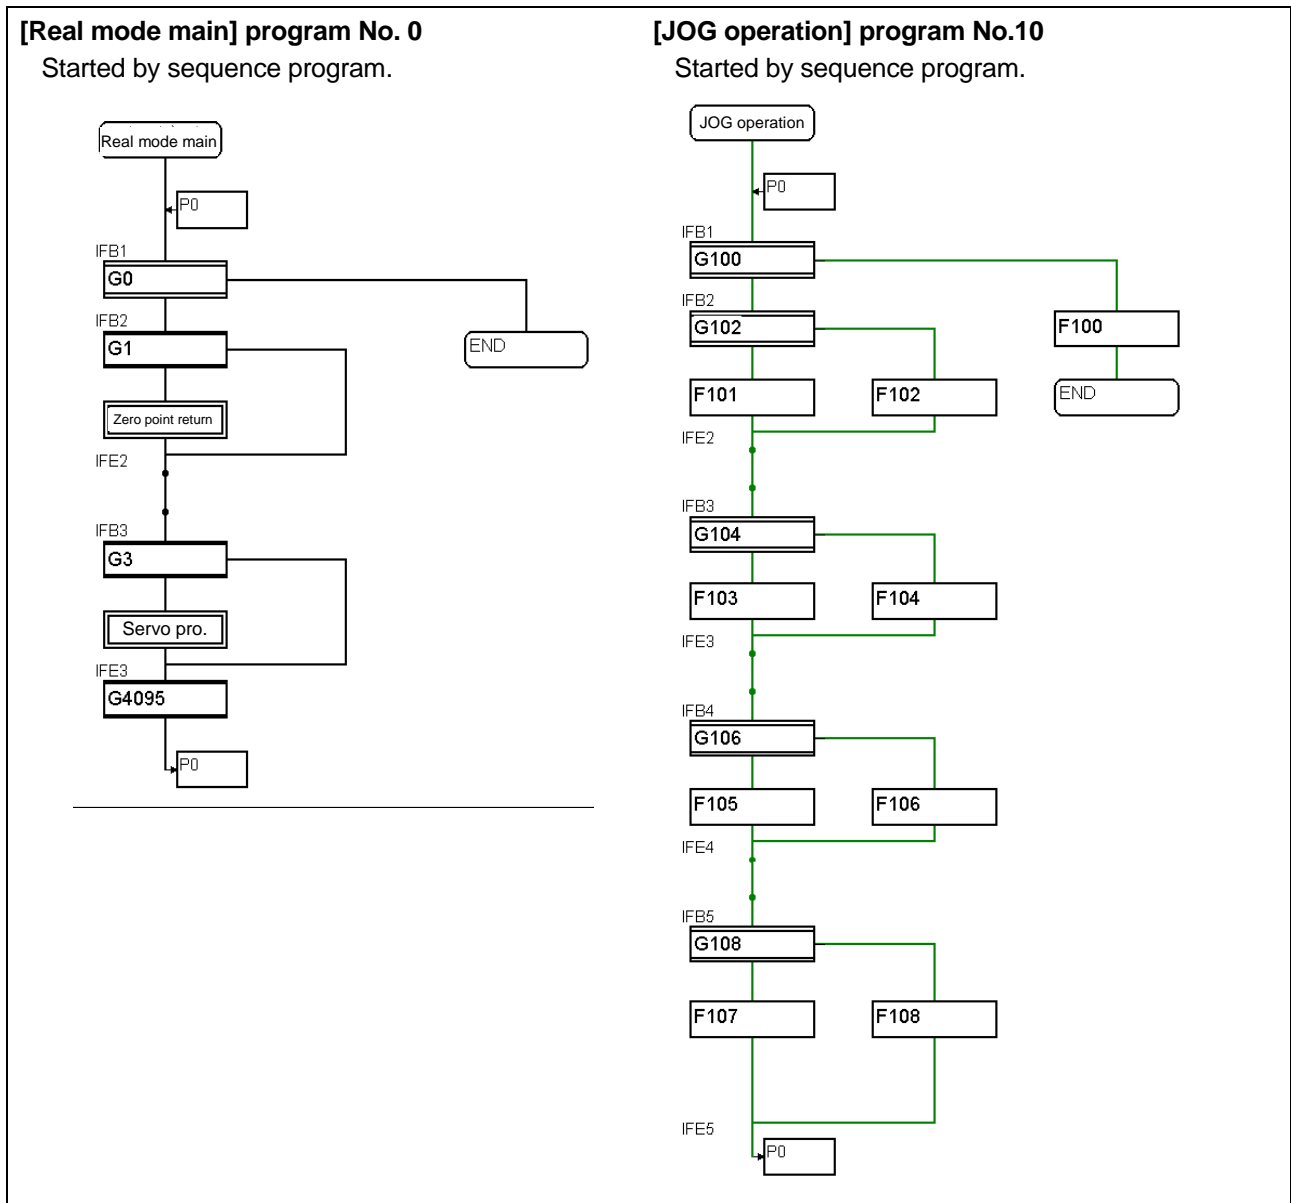 [Real mode main] program No. 0
Started by sequence program.
Real mode main
P0
IFB1
G0
IFB2
G1
END
Zero point return
IFE2
IFB3
G3
Servo pro.
IFE3
G4095
P0
[JOG operation] program No.10
Started by sequence program.
JOG operation
P0
IFB1
G100
IFB2
G102
F100
F101
F102
END
IFE2
IFB3
G104
F103
F104
IFE3
IFB4
G106
F105
F106
IFE4
IFB5
G108
F107
F108
IFE5
P0